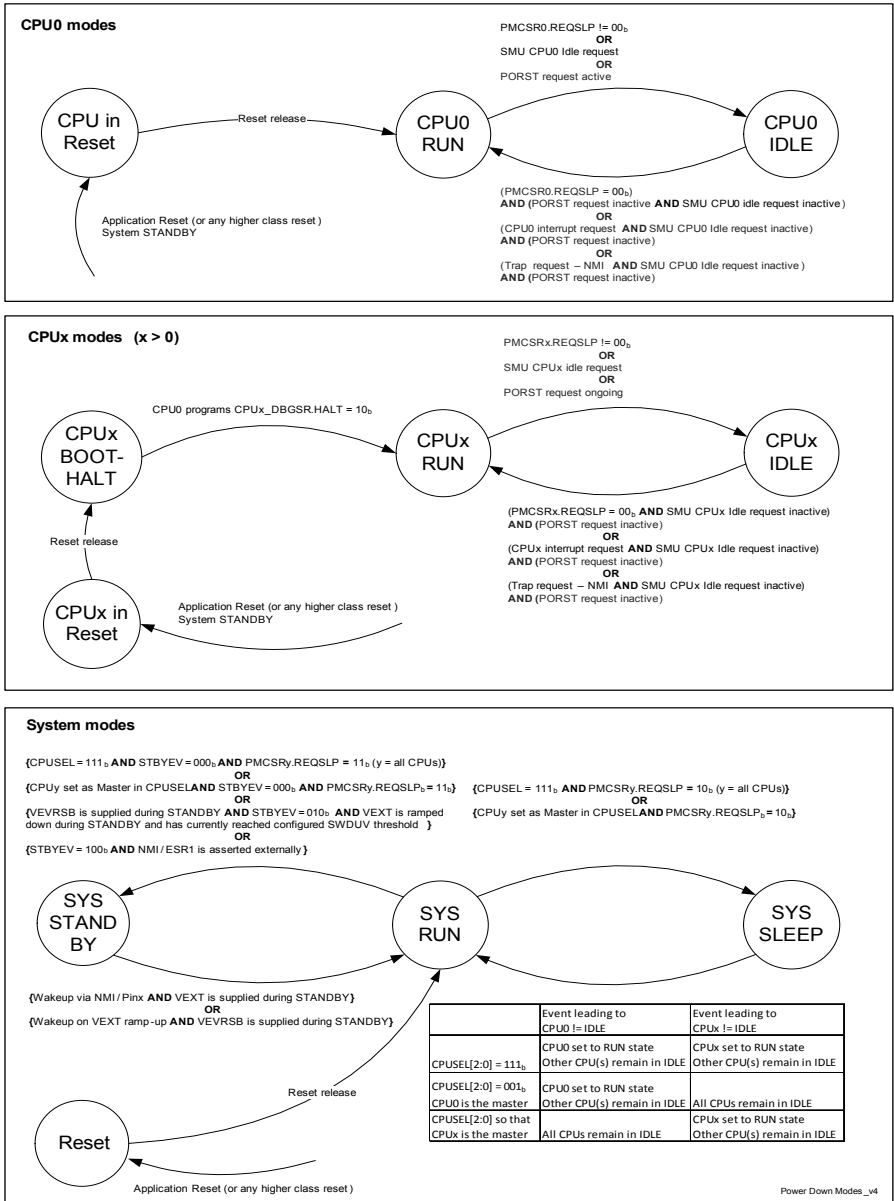 CPU0 modes
PMCSR0.REQSLP != 00b
OR
SMU CPU0 Idle request
OR
PORST request active
CPU in
Reset
Reset release
CPU0
RUN
CPU0
IDLE
Application Reset (or any higher class reset )
System STANDBY
(PMCSR0.REQSLP = 00b)
AND (PORST request inactive AND SMU CPU0 idle request inactive )
OR
(CPU0 interrupt request AND SMU CPU0 Idle request inactive )
AND (PORST request inactive )
OR
(Trap request – NMI AND SMU CPU0 Idle request inactive )
AND (PORST request inactive )
CPUx modes (x > 0)
PMCSRx.REQSLP != 00b
OR
SMU CPUx idle request
OR
PORST request ongoing
CPU0 programs CPUx_DBGSR.HALT = 10b
CPUx
BOOT-
HALT
CPUx
RUN
CPUx
IDLE
Reset release
(PMCSRx.REQSLP = 00b AND SMU CPUx Idle request inactive)
AND (PORST request inactive )
OR
(CPUx interrupt request AND SMU CPUx Idle request inactive)
AND (PORST request inactive )
OR
(Trap request – NMI AND SMU CPUx Idle request inactive)
AND (PORST request inactive )
CPUx in
Reset
Application Reset (or any higher class reset )
System STANDBY
System modes
{CPUSEL = 111b AND STBYEV = 000b AND PMCSRy.REQSLP = 11b (y = all CPUs)}
OR
{CPUy set as Master in CPUSEL AND STBYEV = 000b AND PMCSRy.REQSLPb = 11b}
OR
{VEVRSB is supplied during STANDBY AND STBYEV = 010b AND VEXT is ramped
down during STANDBY and has currently reached configured SWDUV threshold }
OR
{STBYEV = 100b AND NMI / ESR1 is asserted externally }
{CPUSEL = 111b AND PMCSRy.REQSLP = 10b (y = all CPUs)}
OR
{CPUy set as Master in CPUSEL AND PMCSRy.REQSLPb = 10b}
SYS
STAND
BY
SYS
RUN
SYS
SLEEP
{Wakeup via NMI / Pinx AND VEXT is supplied during STANDBY}
OR
{Wakeup on VEXT ramp-up AND VEVRSB is supplied during STANDBY}
Event leading to
CPU0 != IDLE
Event leading to
CPUx != IDLE
CPUSEL[2:0] = 111b
CPU0 set to RUN state
Other CPU(s) remain in IDLE
CPUx set to RUN state
Other CPU(s) remain in IDLE
CPUSEL[2:0] = 001b
CPU0 is the master
CPU0 set to RUN state
Other CPU(s) remain in IDLE
All CPUs remain in IDLE
CPUSEL[2:0] so that
CPUx is the master
All CPUs remain in IDLE
CPUx set to RUN state
Other CPU(s) remain in IDLE
Reset release
Reset
Application Reset (or any higher class reset )
Power Down Modes _v4